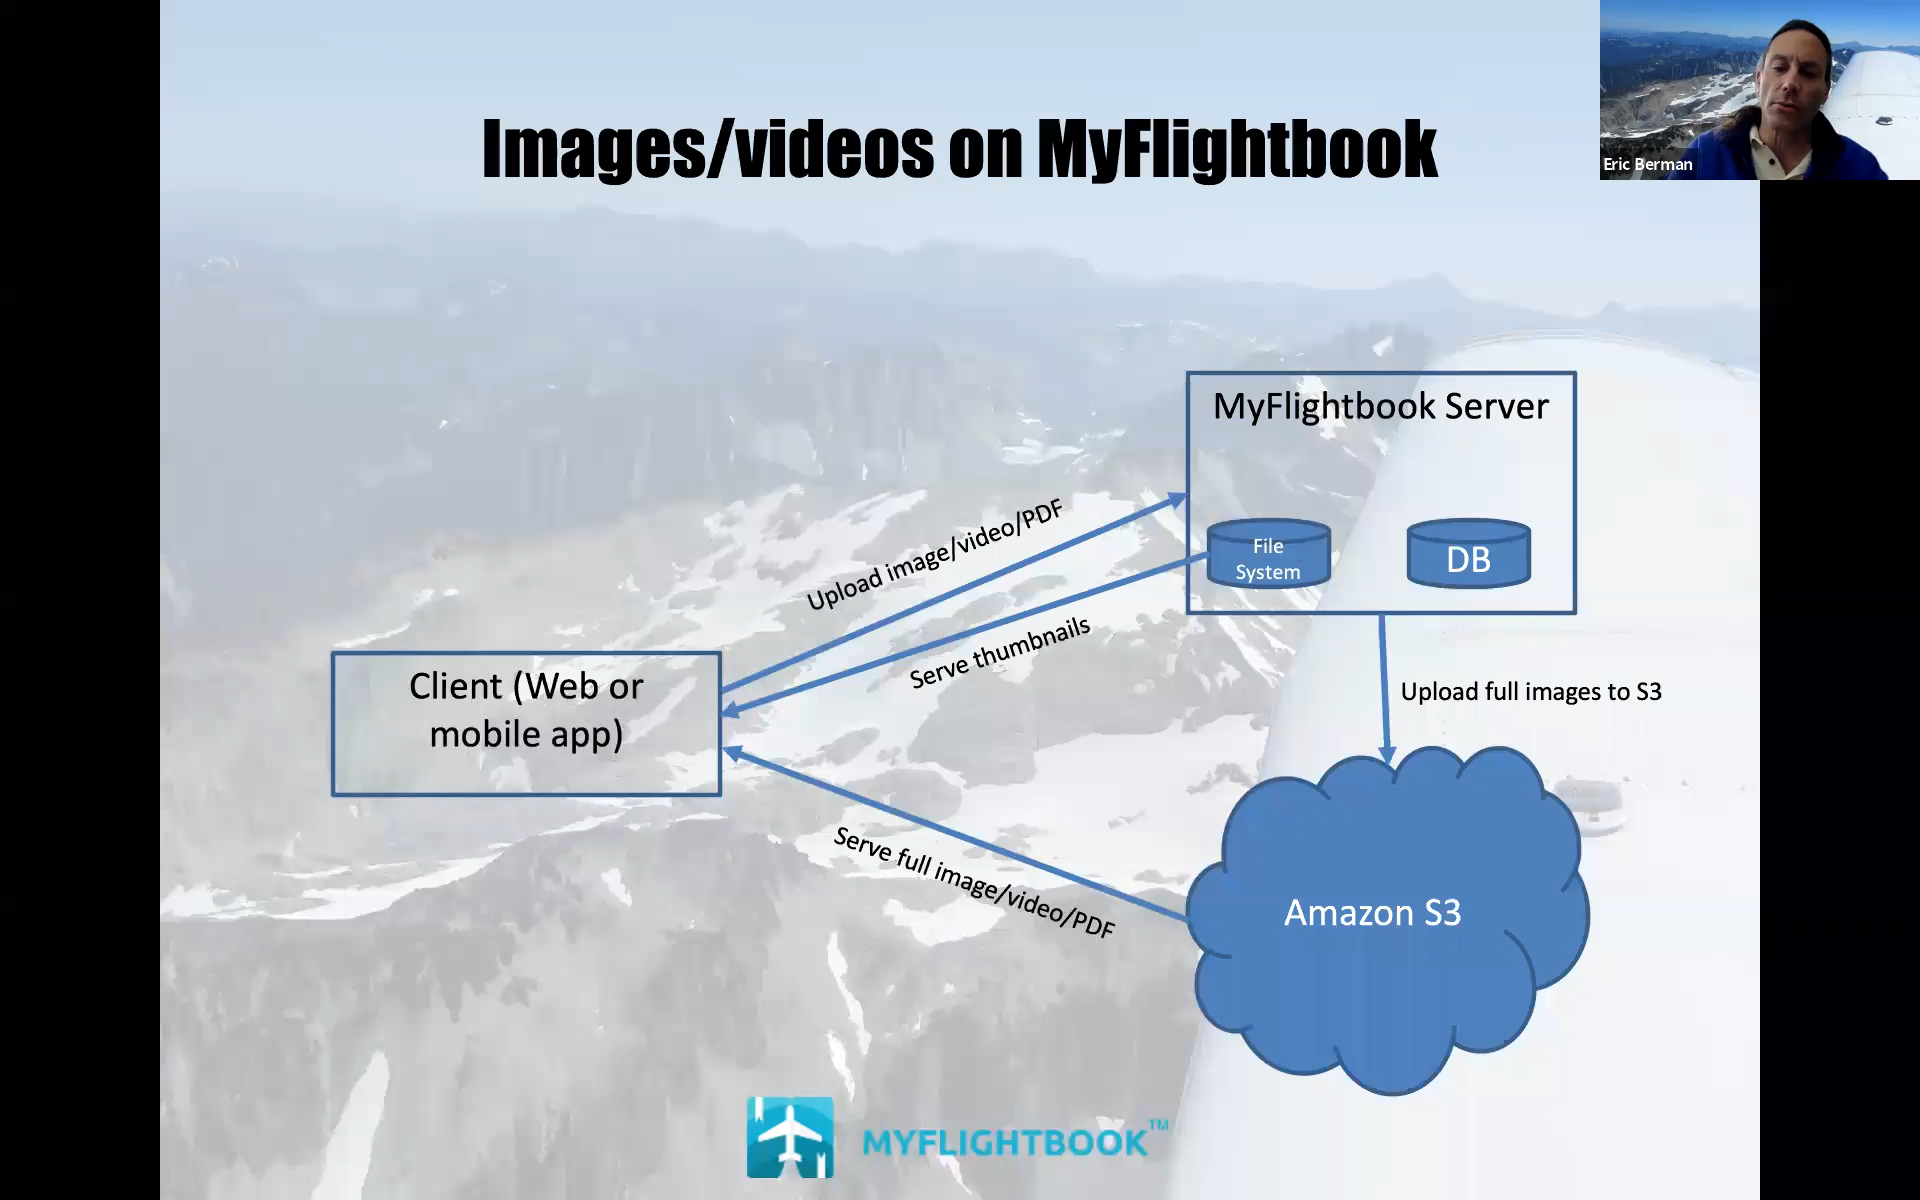 Images/videos on MyFlightbook
Eric Berman
MyFlightbook Server
File
System
DB
Upload image/video/PDF
Serve thumbnails
Client (Web or
mobile app)
Upload full images to S3
Serve full image/video/PDF
Amazon S3
MYFLIGHTBOOK™